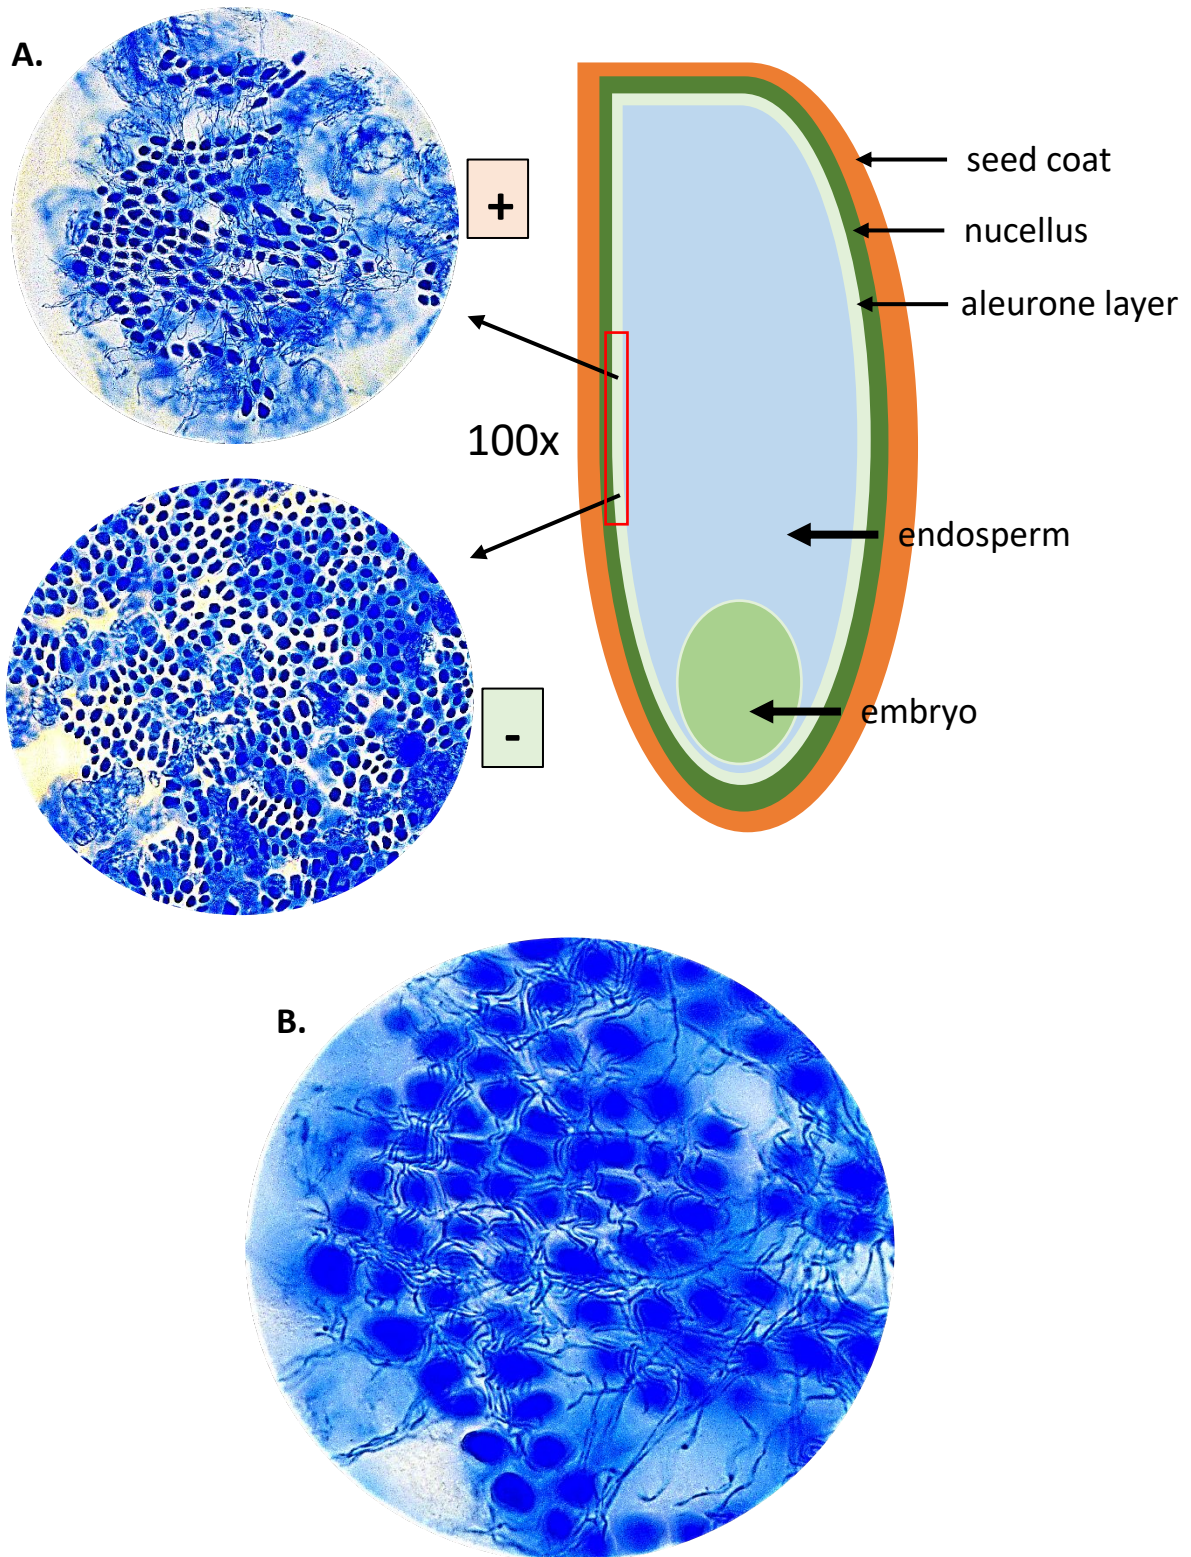 A.
+
seed coat
nucellus
aleurone layer
100x
endosperm
-
embryo
B.